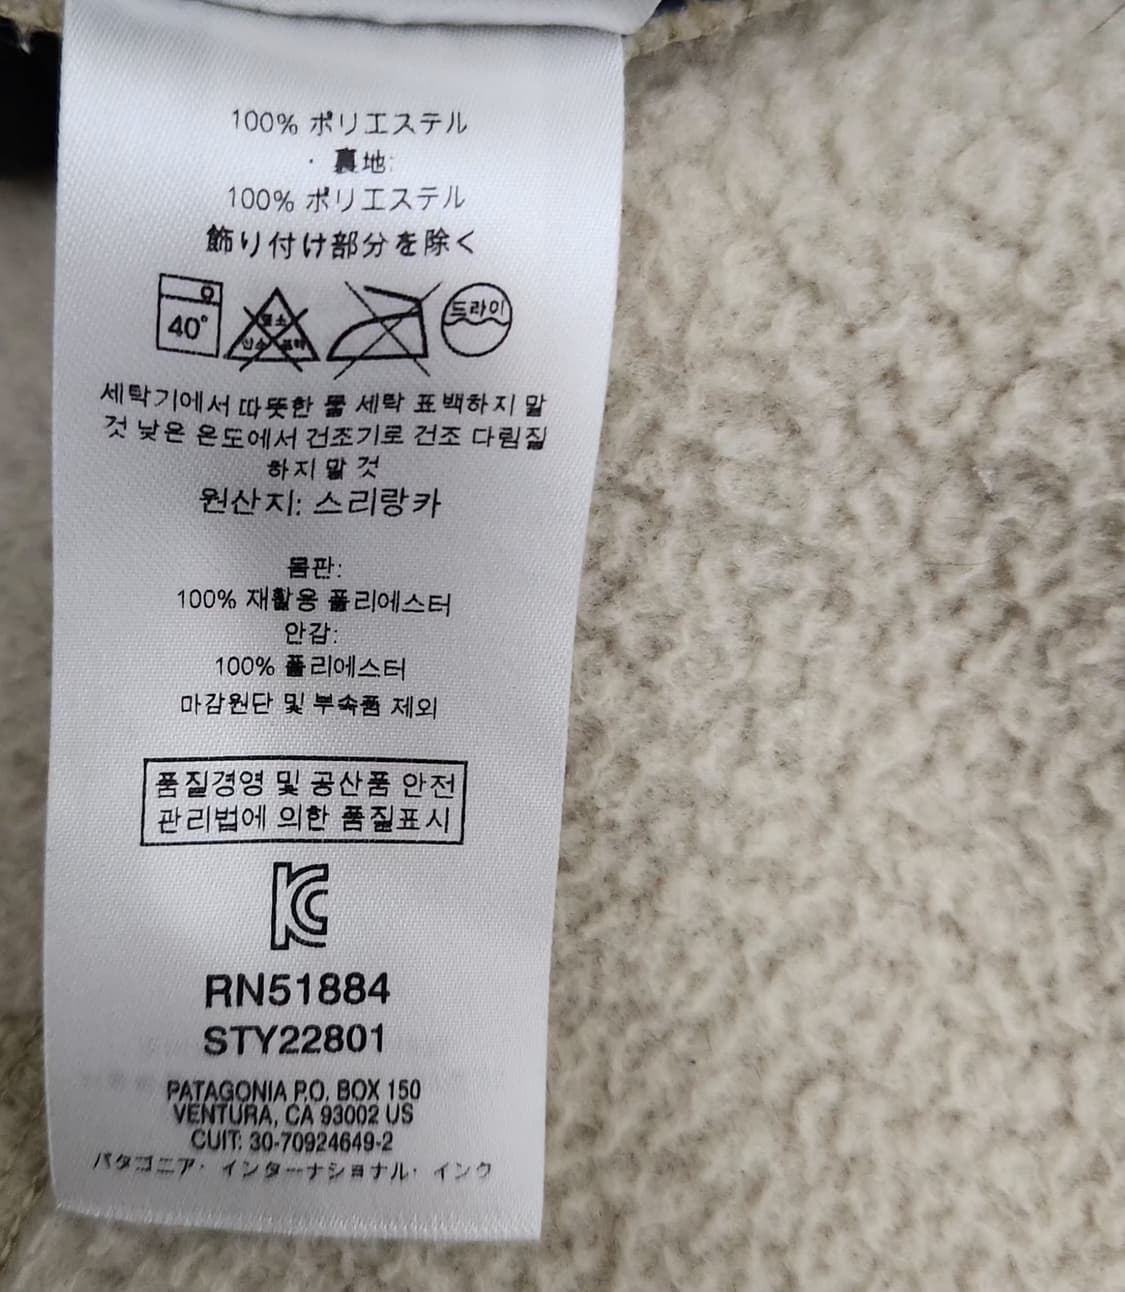 100% ポリエステル
・裏地:
100% ポリエステル
飾り付け部分を除く
40°
드라이
세탁기에서 따뜻한 물 세탁 표백하지 말
것 낮은 온도에서 건조기로 건조 다림질
하지 말 것
원산지: 스리랑카
몸판:
100% 재활용 폴리에스터
안감:
100% 폴리에스터
마감원단 및 부속품 제외
품질경영 및 공산품 안전
관리법에 의한 품질표시
KC
RN51884
STY22801
PATAGONIA P.O. BOX 150
VENTURA, CA 93002 US
CUIT: 30-70924649-2
パタゴニア・インターナショナル・インク